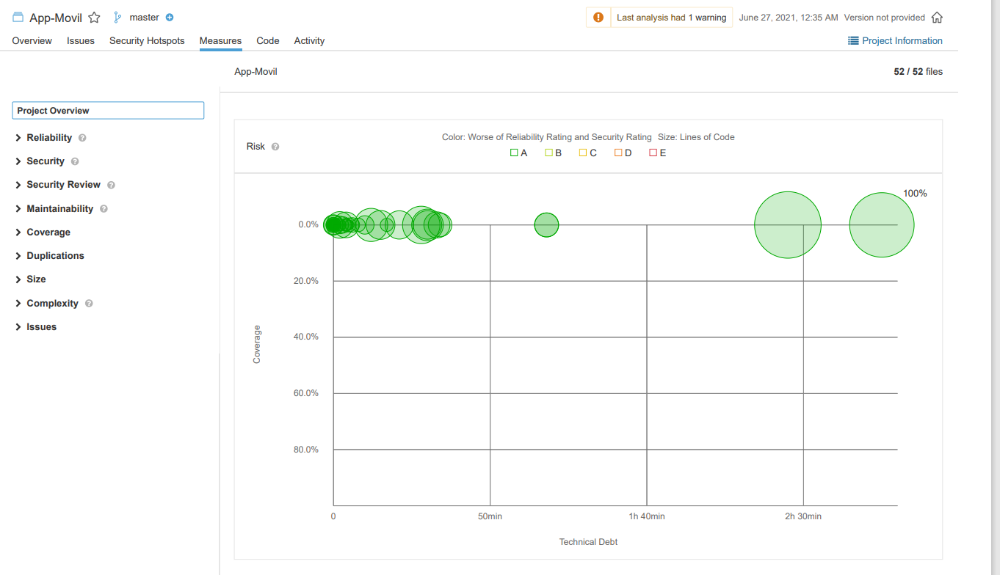 App-Movil master
Last analysis had 1 warning June 27, 2021, 12:35 AM Version not provided
Overview Issues Security Hotspots Measures Code Activity
Project Information
App-Movil
52 / 52 files
Project Overview
Reliability
Security
Security Review
Maintainability
Coverage
Duplications
Size
Complexity
Issues
Risk
Color: Worse of Reliability Rating and Security Rating Size: Lines of Code
A B C D E
100%
0.0%
20.0%
40.0%
60.0%
80.0%
Coverage
0 50min 1h 40min 2h 30min
Technical Debt